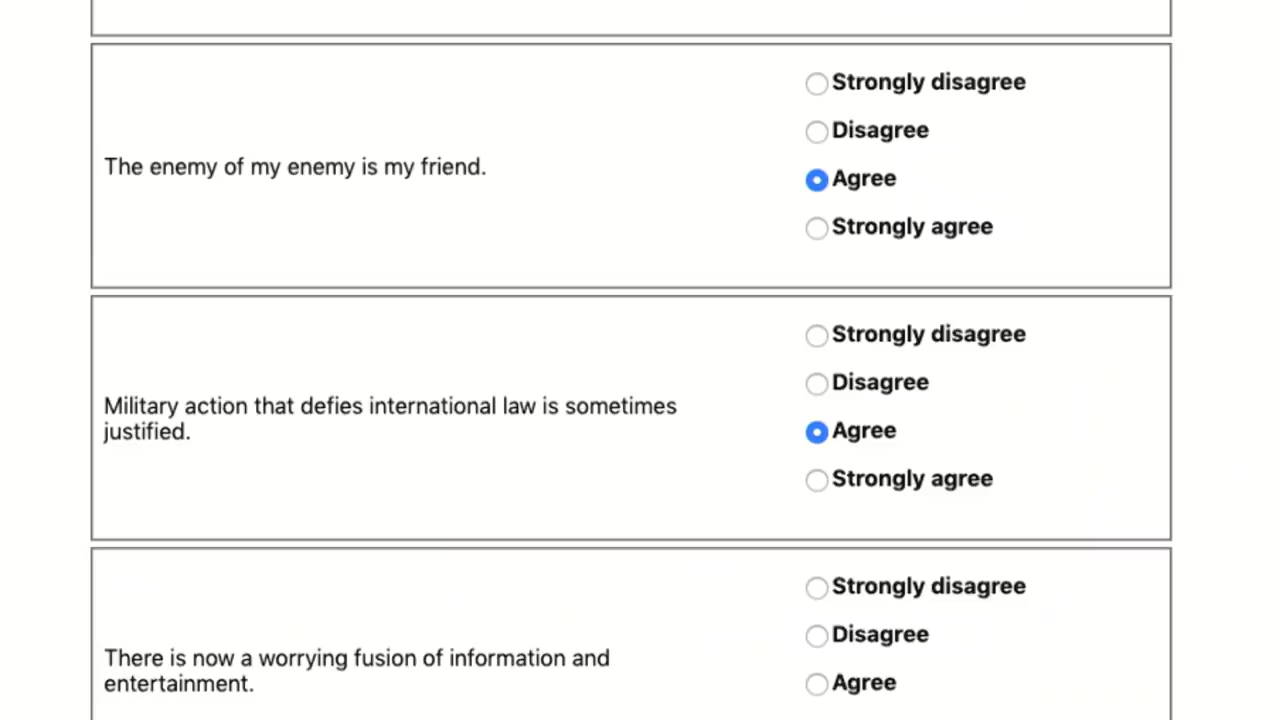 Strongly disagree
Disagree
The enemy of my enemy is my friend.
Agree
Strongly agree
Strongly disagree
Disagree
Military action that defies international law is sometimes
justified.
Agree
Strongly agree
Strongly disagree
Disagree
There is now a worrying fusion of information and
entertainment.
Agree